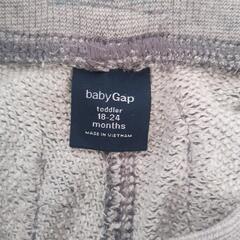 babyGap
toddler
18-24
months
MADE IN VIETNAM